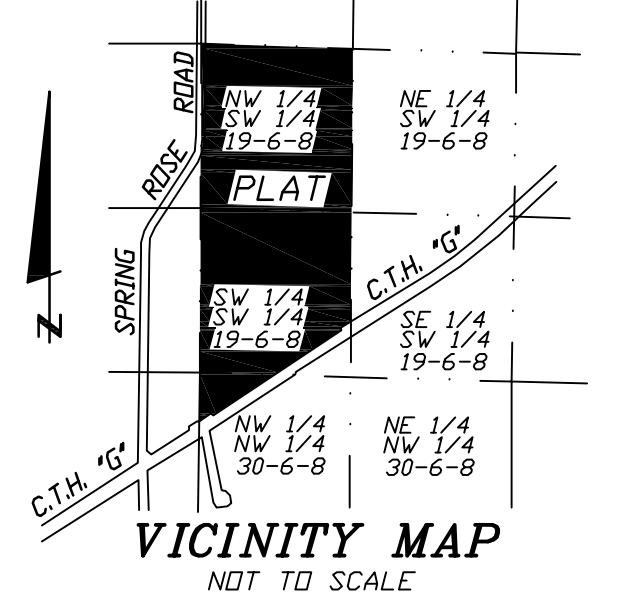 ROAD
NW 1/4
SW 1/4
19-6-8
NE 1/4
SW 1/4
19-6-8
ROSE
PLAT
C.T.H. "G"
SPRING
SW 1/4
SW 1/4
19-6-8
SE 1/4
SW 1/4
19-6-8
N
NW 1/4
NW 1/4
30-6-8
NE 1/4
NW 1/4
30-6-8
C.T.H. "G"
VICINITY MAP
NOT TO SCALE